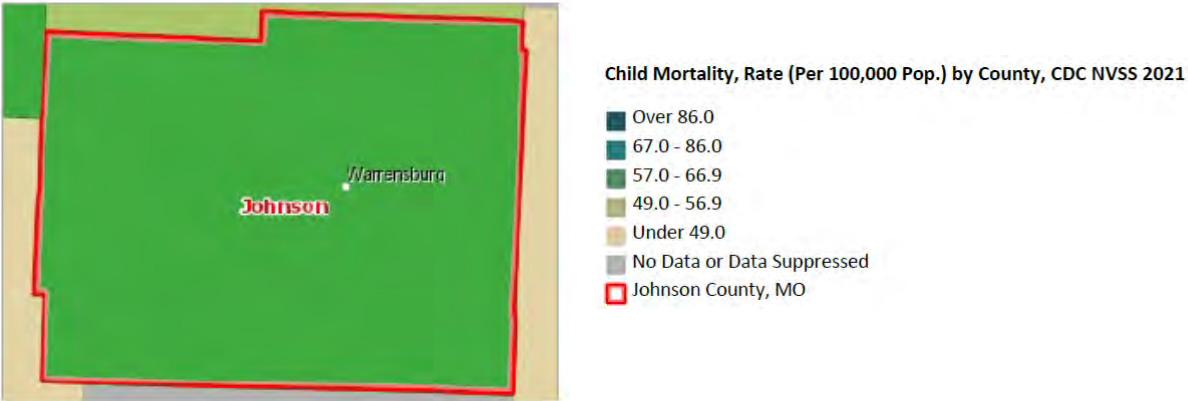 Warrensburg
Johnson
Child Mortality, Rate (Per 100,000 Pop.) by County, CDC NVSS 2021
Over 86.0
67.0 - 86.0
57.0 - 66.9
49.0 - 56.9
Under 49.0
No Data or Data Suppressed
Johnson County, MO